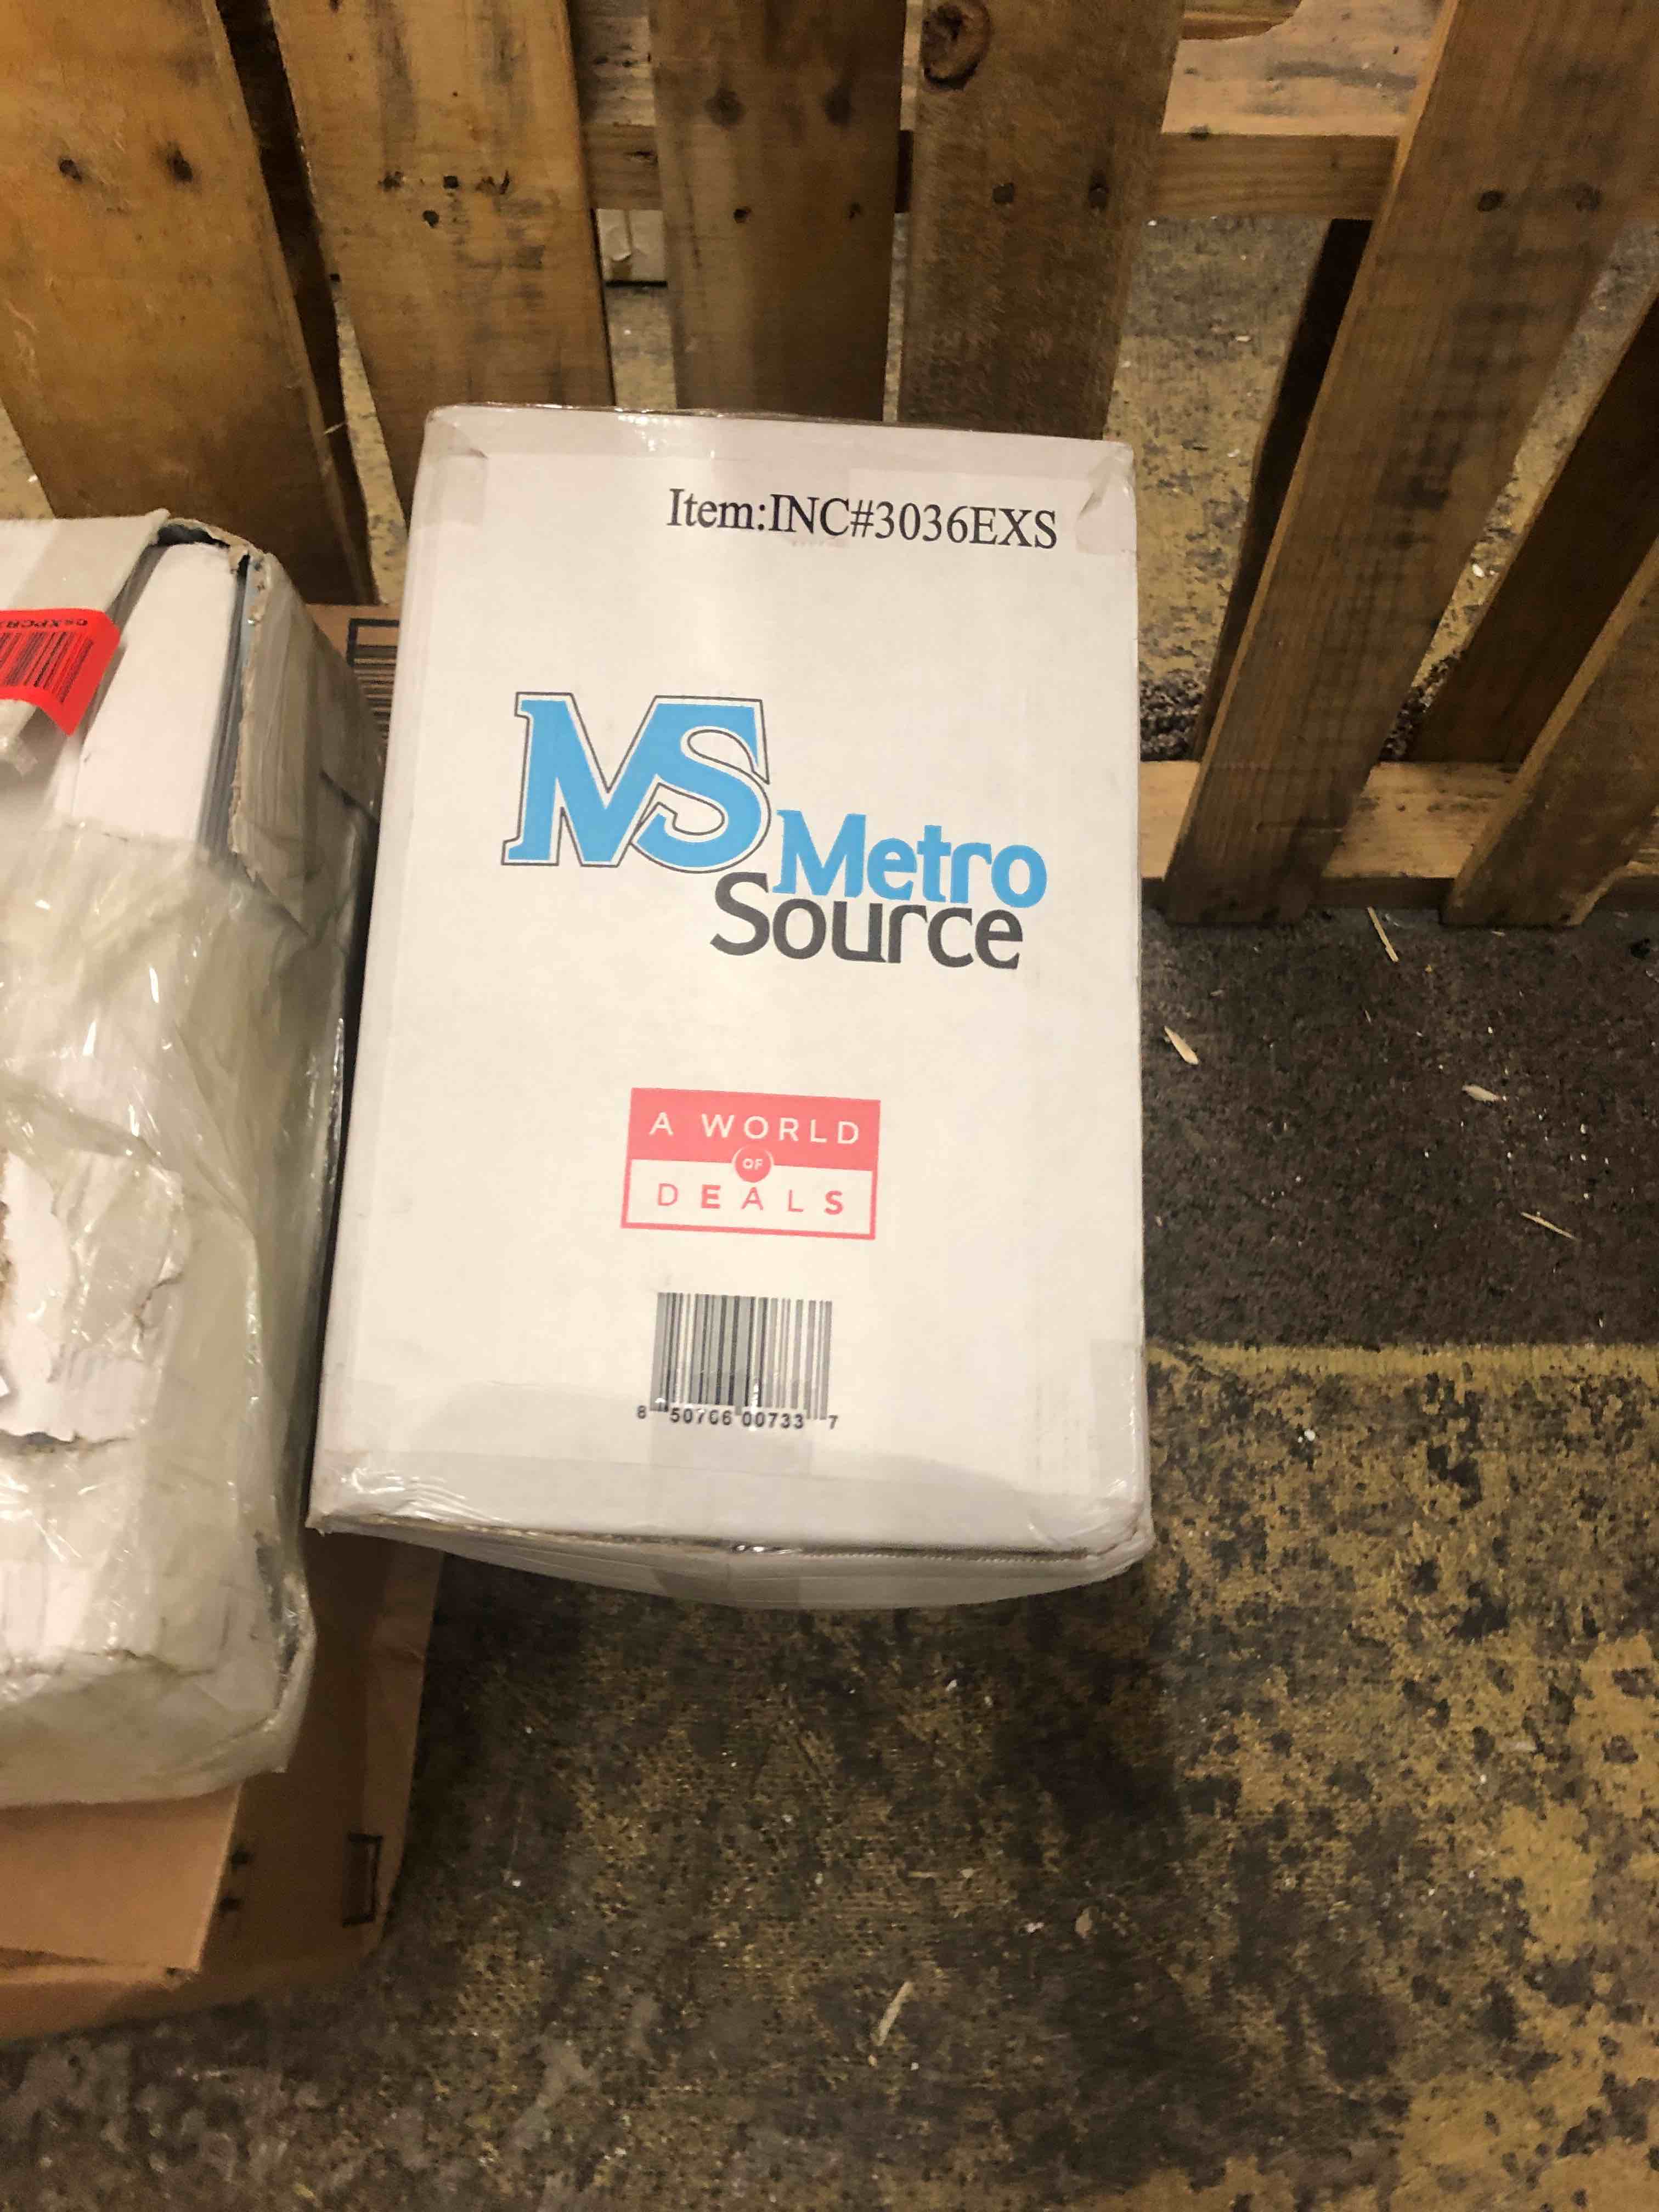 Item:INC#3036EXS
MS
Metro
Source
A WORLD
OF
DEALS
8 50706 00733 7